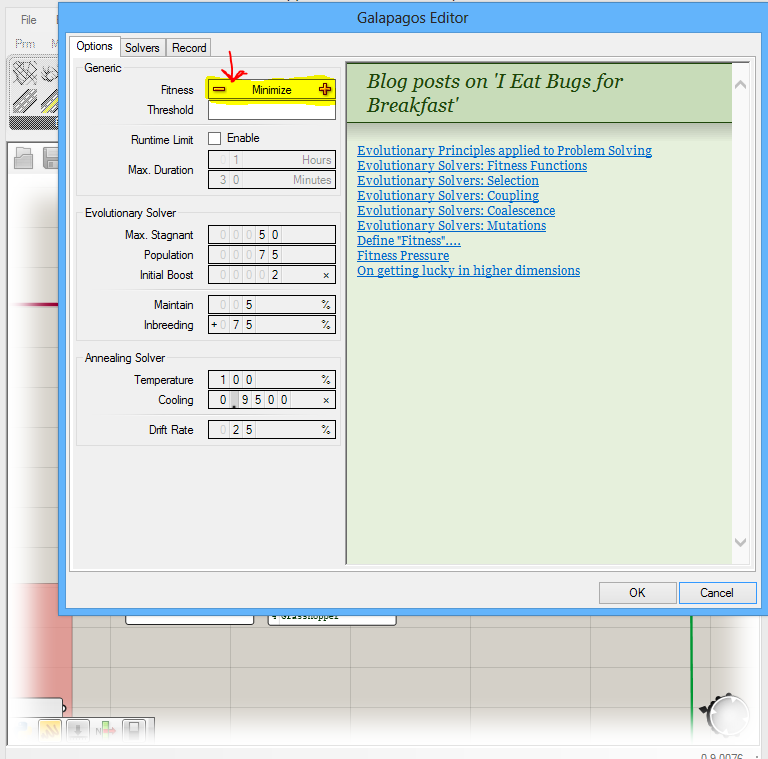 Galapagos Editor
File
Prm
Options
Solvers
Record
Generic
Fitness
Minimize
Threshold
Runtime Limit
Enable
Max. Duration
0 1 Hours
3 0 Minutes
Evolutionary Solver
Max. Stagnant
0 0 0 5 0
Population
0 0 0 7 5
Initial Boost
0 0 0 0 2 ×
Maintain
0 0 5 %
Inbreeding
+ 0 7 5 %
Annealing Solver
Temperature
1 0 0 %
Cooling
0 . 9 5 0 0 ×
Drift Rate
0 2 5 %
Blog posts on 'I Eat Bugs for
Breakfast'
Evolutionary Principles applied to Problem Solving
Evolutionary Solvers: Fitness Functions
Evolutionary Solvers: Selection
Evolutionary Solvers: Coupling
Evolutionary Solvers: Coalescence
Evolutionary Solvers: Mutations
Define "Fitness"....
Fitness Pressure
On getting lucky in higher dimensions
OK
Cancel
4 Grasshopper
0.9.0076